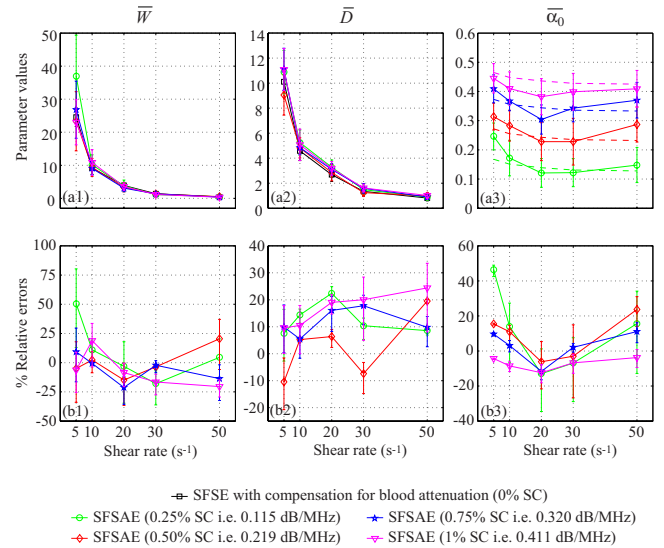 W D α0
Parameter values
50
40
30
20
10
0
(a1)
14
12
10
8
6
4
2
0
(a2)
0.6
0.5
0.4
0.3
0.2
0.1
0
(a3)
% Relative errors
100
75
50
25
0
-25
-50
(b1)
40
30
20
10
0
-10
-20
(b2)
60
40
20
0
-20
-40
(b3)
5 10 20 30 50
5 10 20 30 50
5 10 20 30 50
Shear rate (s-1) Shear rate (s-1) Shear rate (s-1)
SFSE with compensation for blood attenuation (0% SC)
SFSAE (0.25% SC i.e. 0.115 dB/MHz) SFSAE (0.75% SC i.e. 0.320 dB/MHz)
SFSAE (0.50% SC i.e. 0.219 dB/MHz) SFSAE (1% SC i.e. 0.411 dB/MHz)